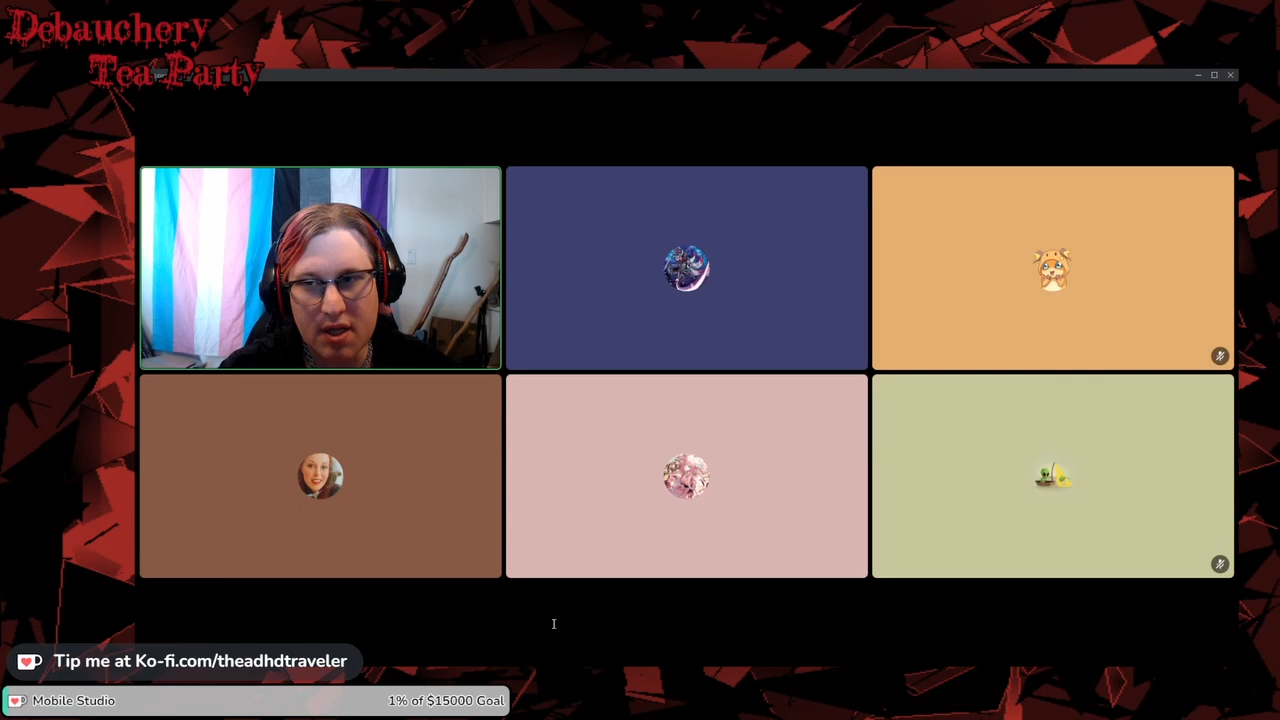 Debauchery
Tea Party
Tip me at Ko-fi.com/theadhdtraveler
Mobile Studio
1% of $15000 Goal